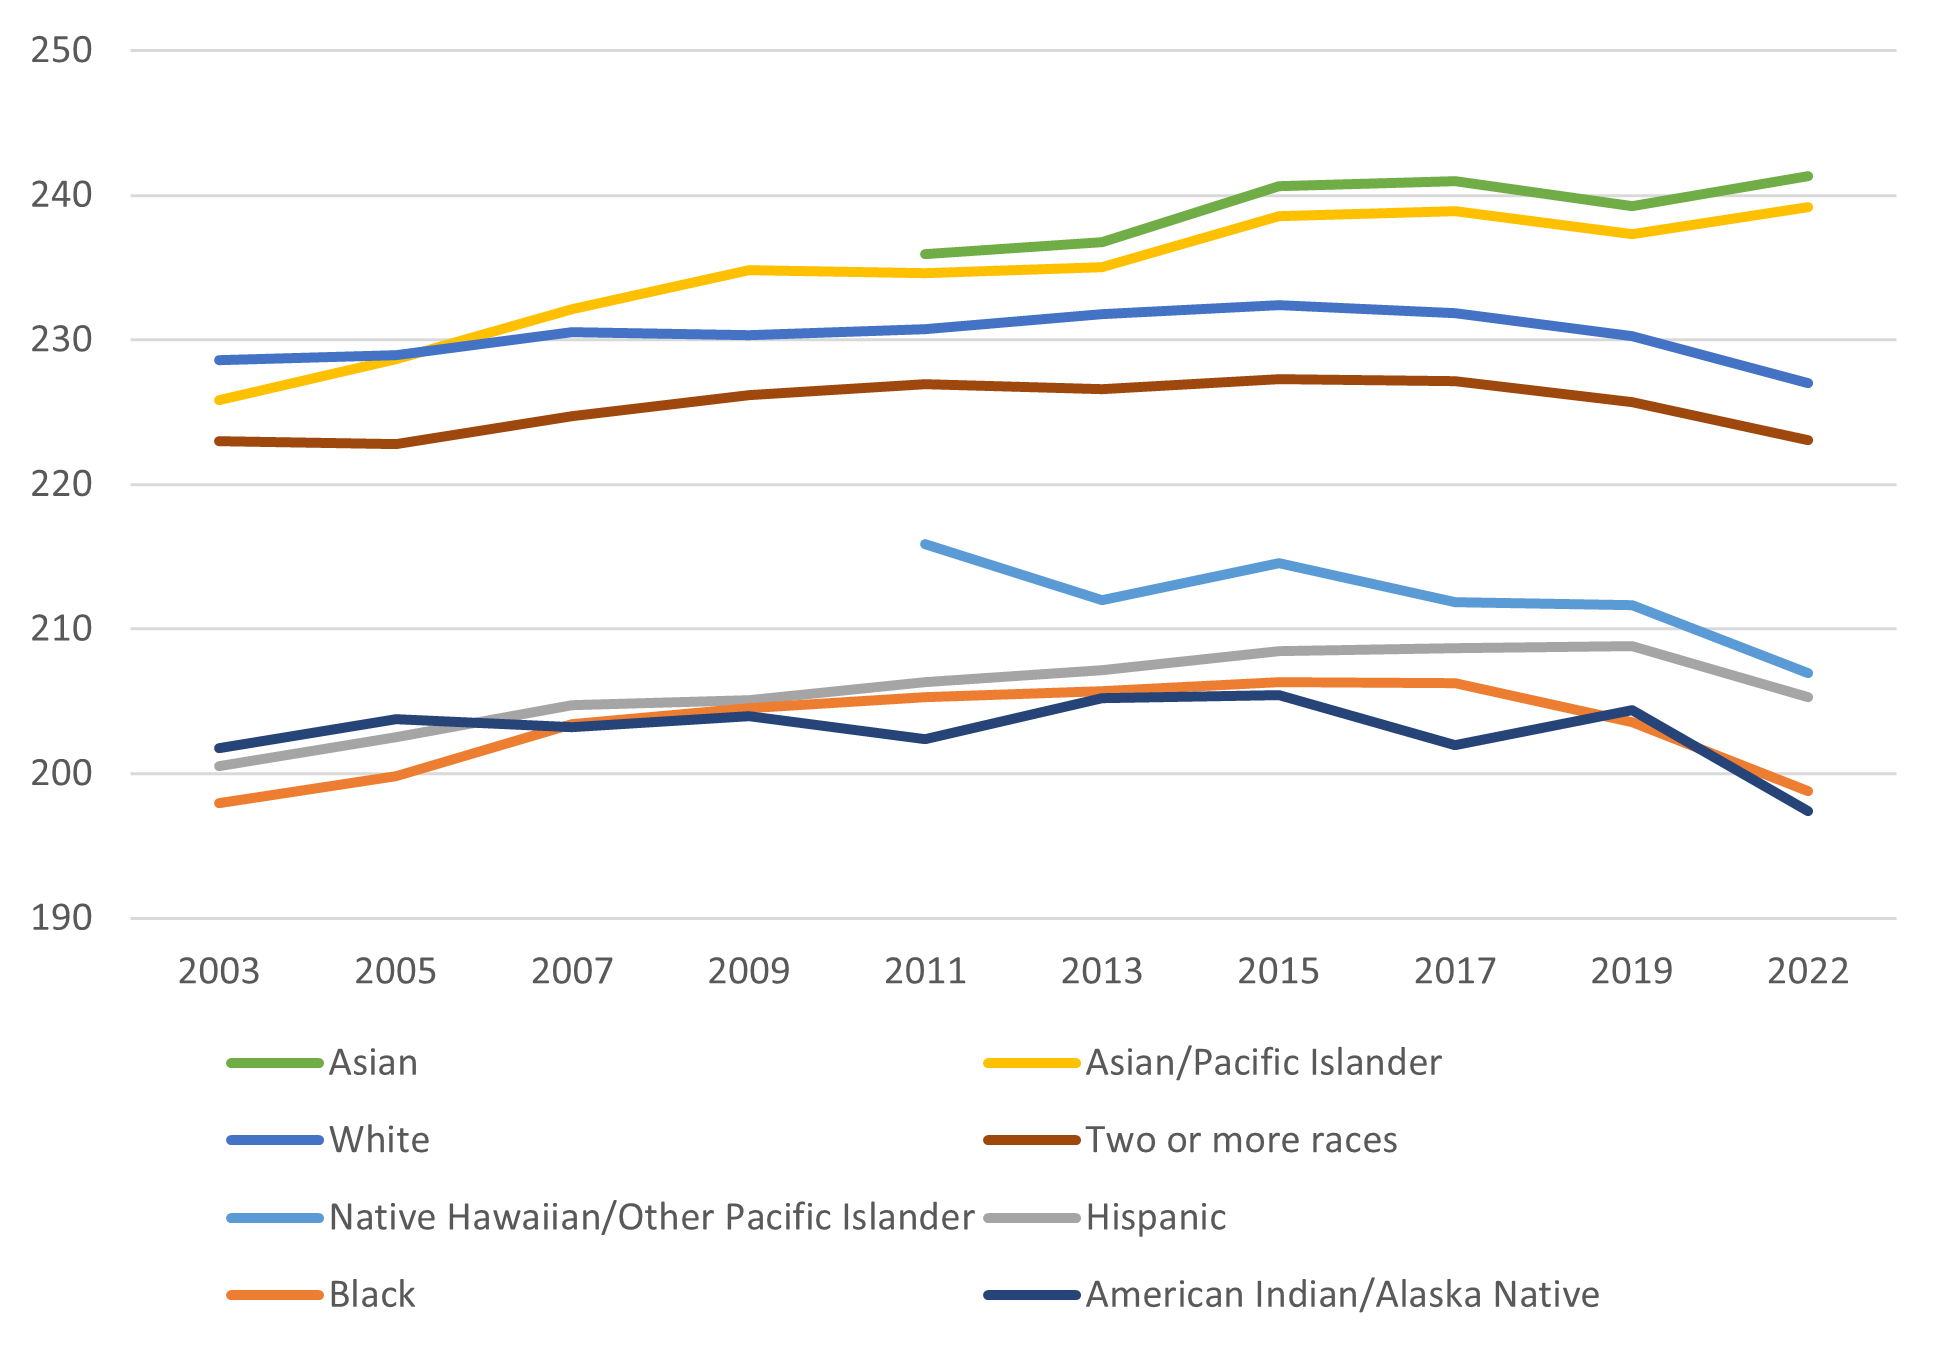 250
240
230
220
210
200
190
2003 2005 2007 2009 2011 2013 2015 2017 2019 2022
Asian Asian/Pacific Islander
White Two or more races
Native Hawaiian/Other Pacific Islander Hispanic
Black American Indian/Alaska Native